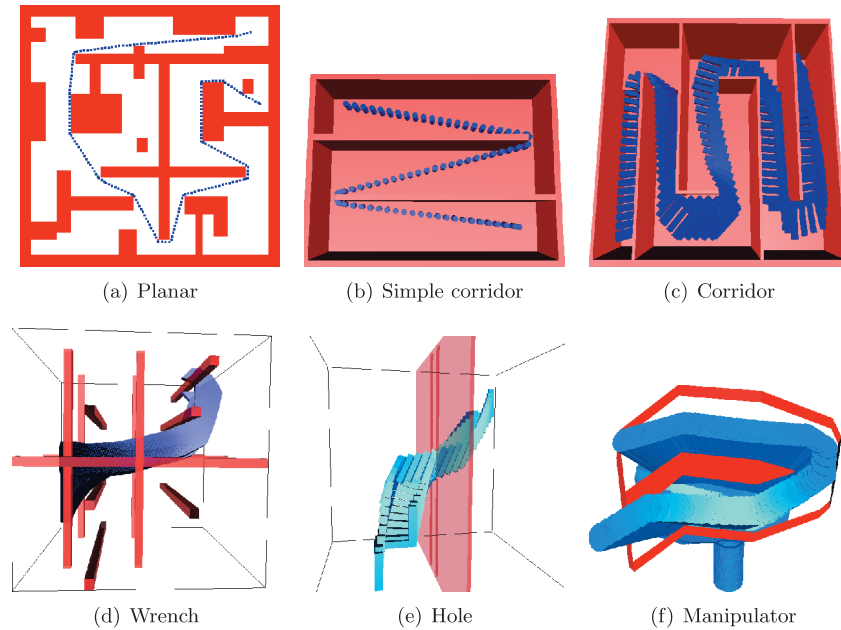 (a) Planar
(b) Simple corridor
(c) Corridor
(d) Wrench
(e) Hole
(f) Manipulator